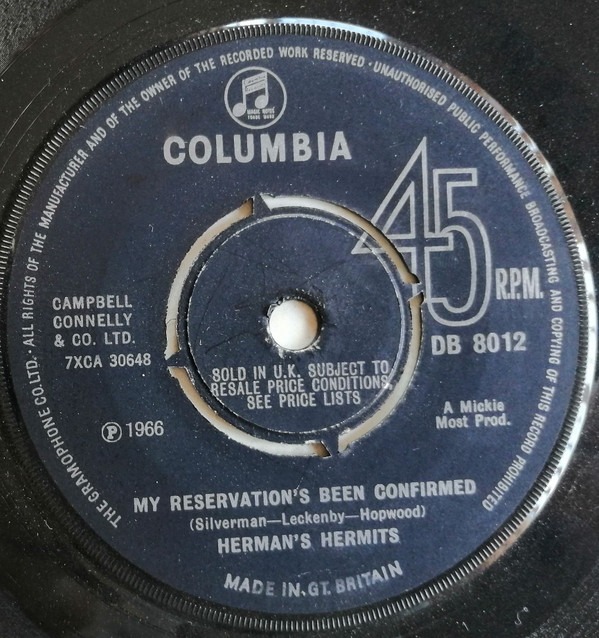 THE GRAMOPHONE CO. LTD. · ALL RIGHTS OF THE MANUFACTURER AND OF THE OWNER OF THE RECORDED WORK RESERVED · UNAUTHORISED PUBLIC PERFORMANCE BROADCASTING AND COPYING OF THIS RECORD PROHIBITED
MAGIC NOTES
TRADE MARK
COLUMBIA
45
R.P.M.
CAMPBELL
CONNELLY
& CO. LTD.
7XCA 30648
DB 8012
SOLD IN U.K. SUBJECT TO
RESALE PRICE CONDITIONS,
SEE PRICE LISTS
Ⓟ 1966
A Mickie
Most Prod.
MY RESERVATION'S BEEN CONFIRMED
(Silverman—Leckenby—Hopwood)
HERMAN'S HERMITS
MADE IN GT. BRITAIN